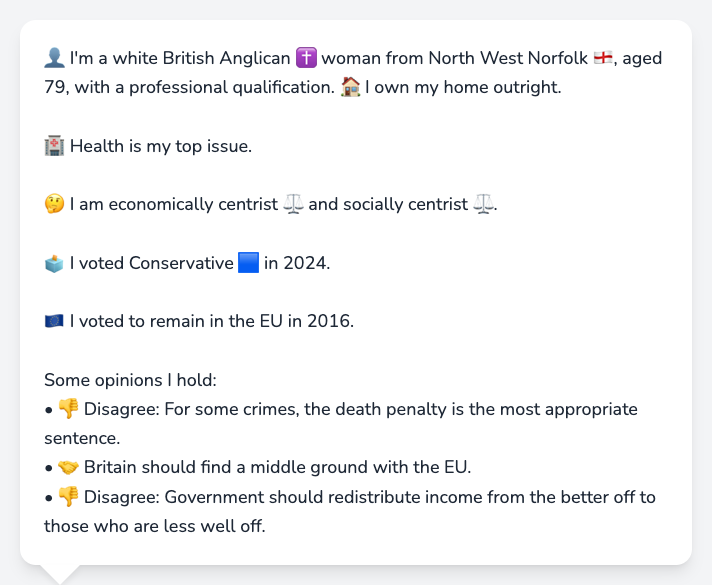 👤 I'm a white British Anglican ✝️ woman from North West Norfolk 🏴󠁧󠁢󠁥󠁮󠁧󠁿, aged
79, with a professional qualification. 🏠 I own my home outright.
🏥 Health is my top issue.
🤔 I am economically centrist ⚖️ and socially centrist ⚖️.
🗳️ I voted Conservative 🟦 in 2024.
🇪🇺 I voted to remain in the EU in 2016.
Some opinions I hold:
• 👎 Disagree: For some crimes, the death penalty is the most appropriate
sentence.
• 🤝 Britain should find a middle ground with the EU.
• 👎 Disagree: Government should redistribute income from the better off to
those who are less well off.